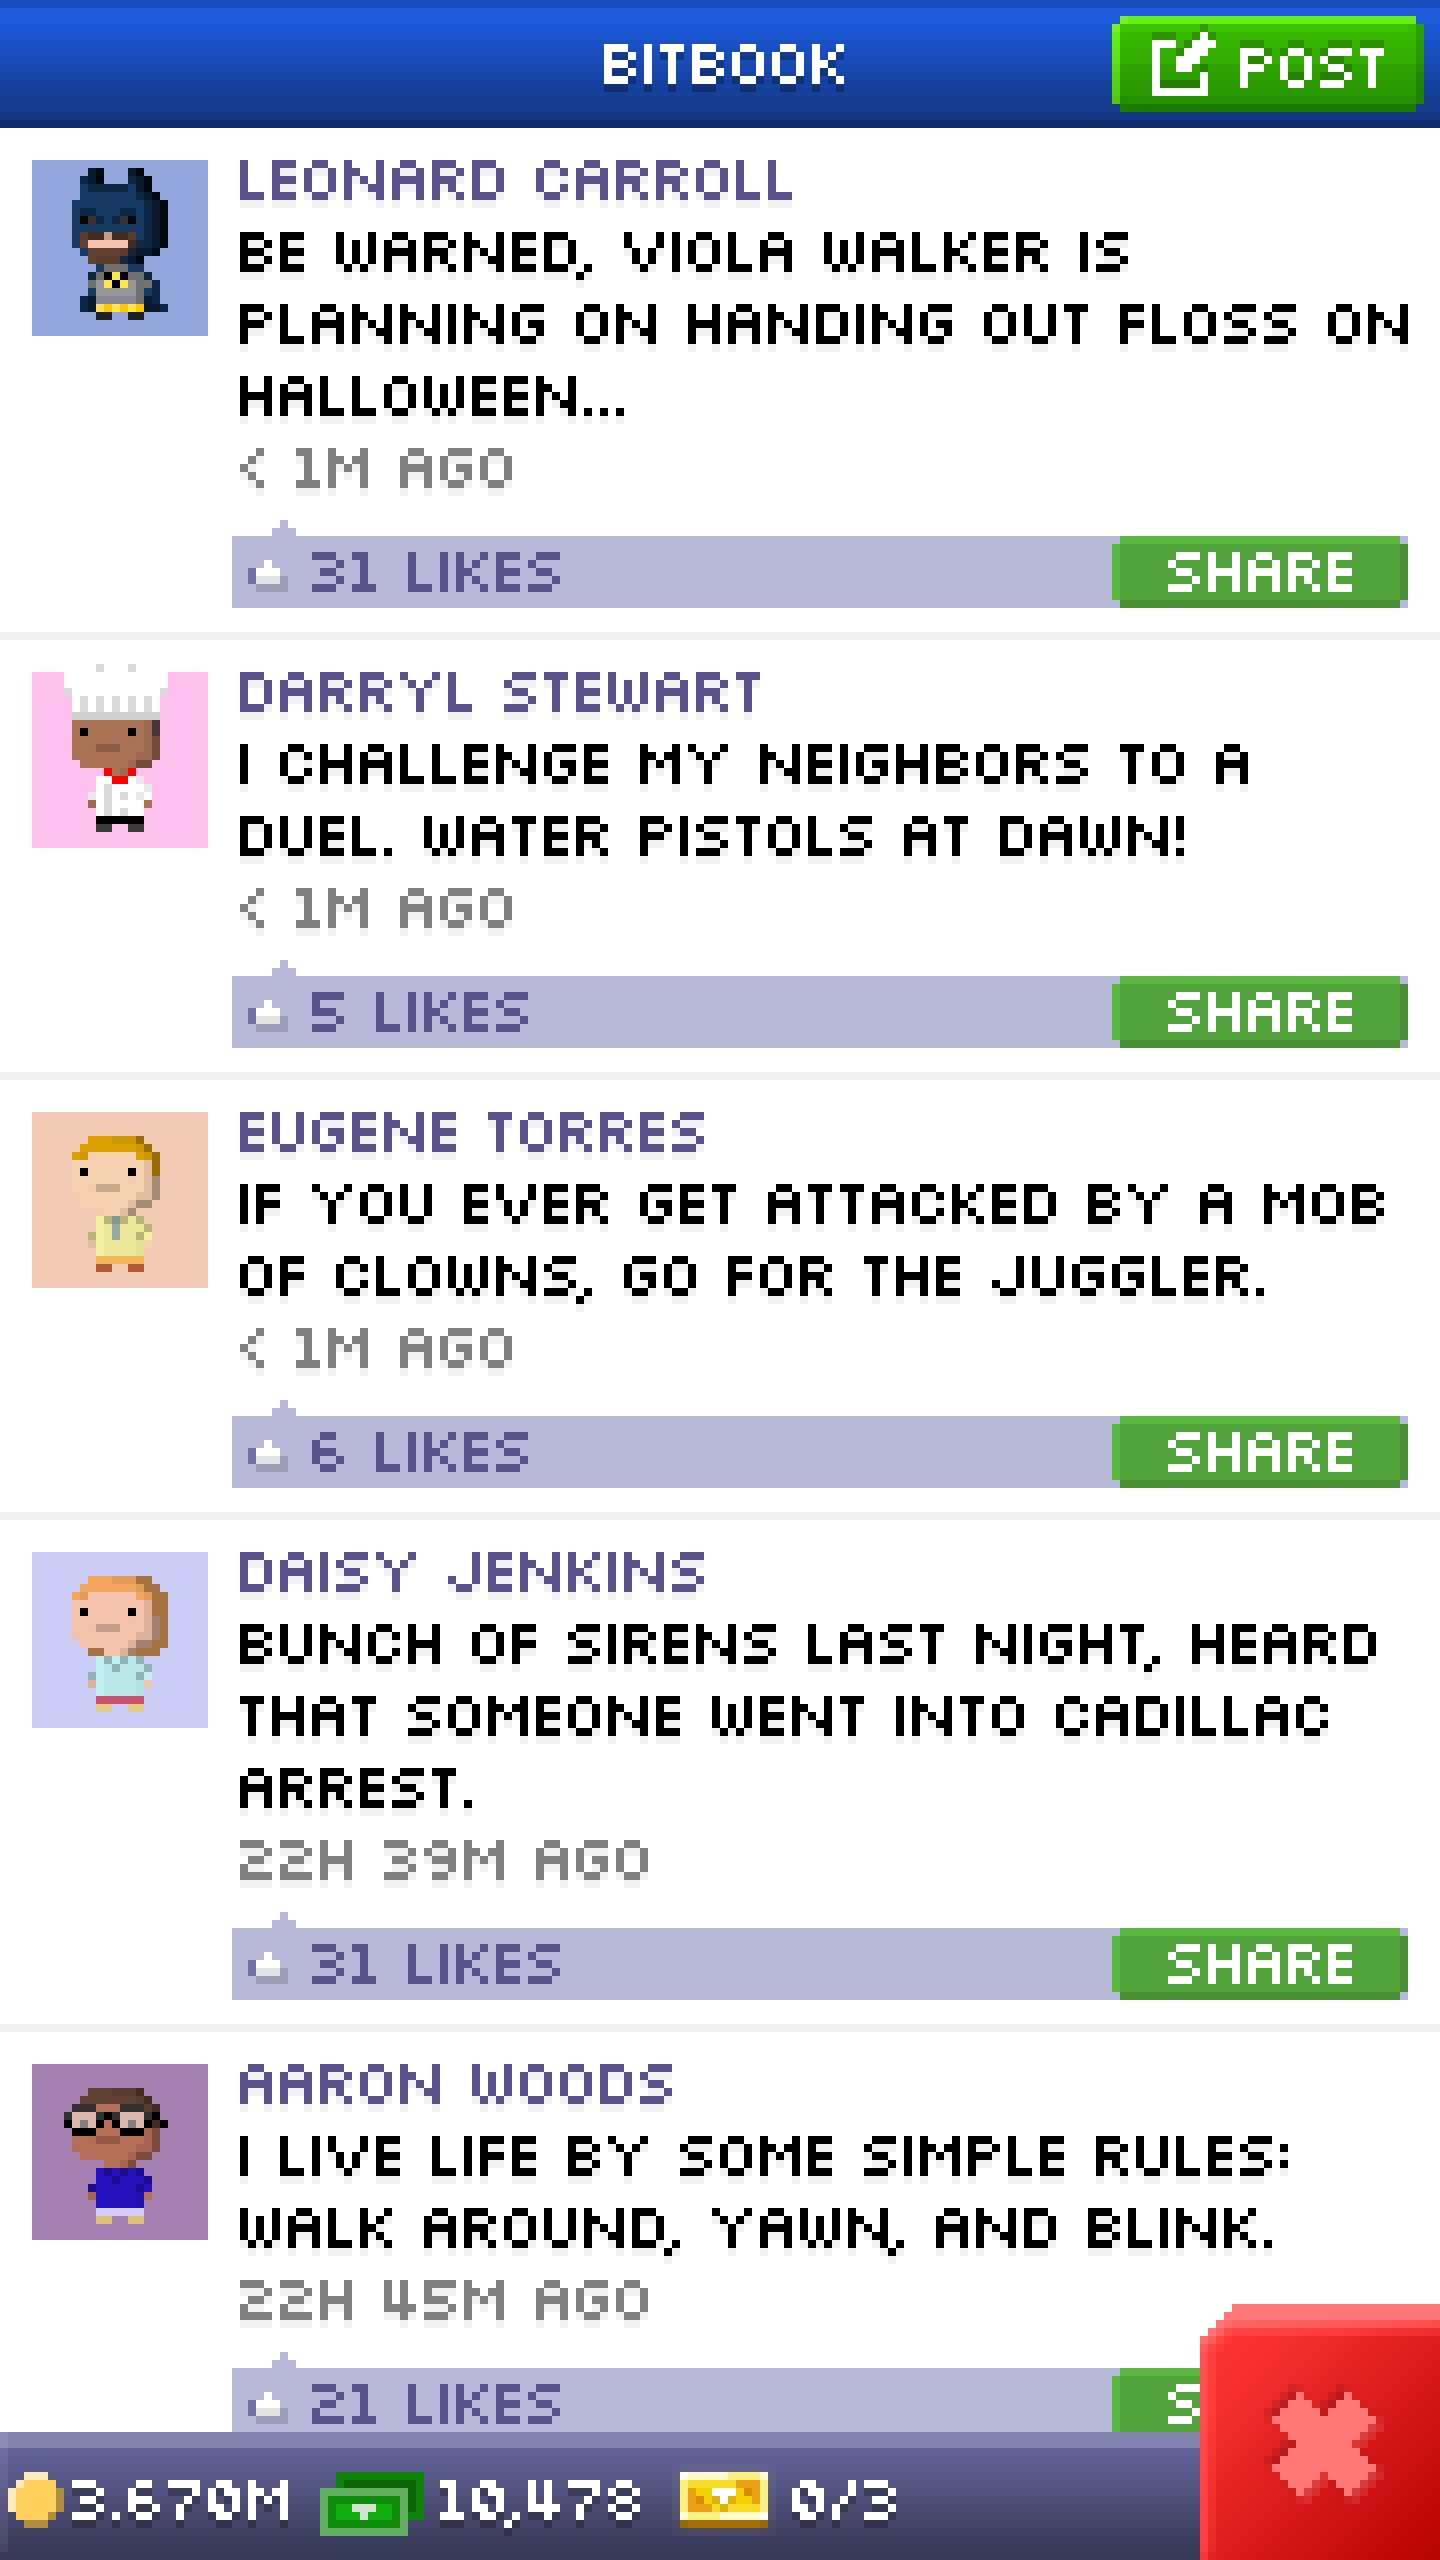 BITBOOK
POST
LEONARD CARROLL
BE WARNED, VIOLA WALKER IS
PLANNING ON HANDING OUT FLOSS ON
HALLOWEEN...
< 1M AGO
31 LIKES
SHARE
DARRYL STEWART
I CHALLENGE MY NEIGHBORS TO A
DUEL. WATER PISTOLS AT DAWN!
< 1M AGO
5 LIKES
SHARE
EUGENE TORRES
IF YOU EVER GET ATTACKED BY A MOB
OF CLOWNS, GO FOR THE JUGGLER.
< 1M AGO
6 LIKES
SHARE
DAISY JENKINS
BUNCH OF SIRENS LAST NIGHT, HEARD
THAT SOMEONE WENT INTO CADILLAC
ARREST.
22H 39M AGO
31 LIKES
SHARE
AARON WOODS
I LIVE LIFE BY SOME SIMPLE RULES:
WALK AROUND, YAWN, AND BLINK.
22H 45M AGO
21 LIKES
3.670M
10,478
0/3